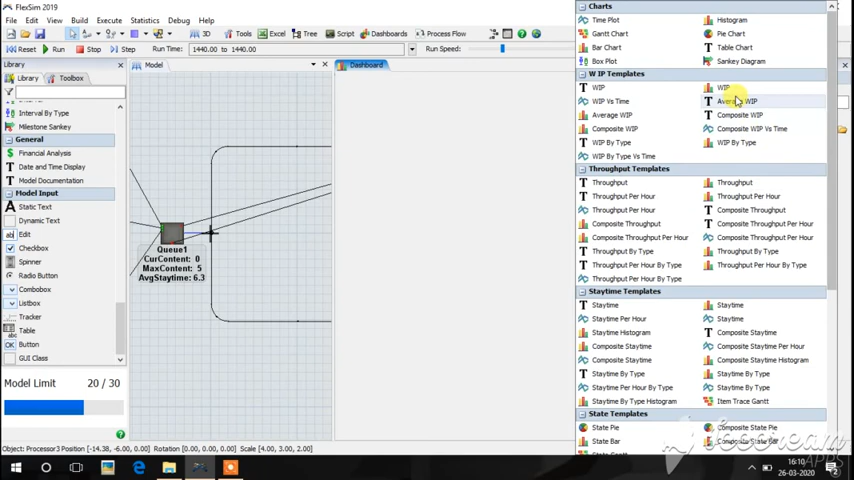 FlexSim 2019
File Edit View Build Execute Statistics Debug Help
3D Tools Excel Tree Script Dashboards Process Flow
Reset Run Stop Step Run Time: 1440.00 to 1440.00 Run Speed:
Library
Library Toolbox
Filter
Interval By Type
Milestone Sankey
General
Financial Analysis
Date and Time Display
Model Documentation
Model Input
Static Text
Dynamic Text
Edit
Checkbox
Spinner
Radio Button
Combobox
Listbox
Tracker
Table
Button
GUI Class
Model Limit 20 / 30
Model
Queue1
CurContent: 0
MaxContent: 5
AvgStaytime: 6.3
Dashboard
Charts
Time Plot Histogram
Gantt Chart Pie Chart
Bar Chart Table Chart
Box Plot Sankey Diagram
WIP Templates
WIP WIP
WIP Vs Time Average WIP
Average WIP Composite WIP
Composite WIP Composite WIP Vs Time
WIP By Type WIP By Type
WIP By Type Vs Time
Throughput Templates
Throughput Throughput
Throughput Per Hour Throughput Per Hour
Throughput Per Hour Composite Throughput
Composite Throughput Composite Throughput Per Hour
Composite Throughput Per Hour Composite Throughput Per Hour
Throughput By Type Throughput By Type
Throughput Per Hour By Type Throughput Per Hour By Type
Throughput Per Hour By Type
Staytime Templates
Staytime Staytime
Staytime Per Hour Staytime Histogram
Staytime Histogram Composite Staytime
Composite Staytime Composite Staytime Per Hour
Composite Staytime Composite Staytime Histogram
Staytime By Type Staytime By Type
Staytime Per Hour By Type Staytime By Type
Staytime By Type Histogram Item Trace Gantt
State Templates
State Pie Composite State Pie
State Bar Composite State Bar
Object: Processor3 Position [-14.38, -6.00, 0.00] Rotation [0.00, 0.00, 0.00] Scale [4.00, 3.00, 2.00]
16:10
26-03-2020